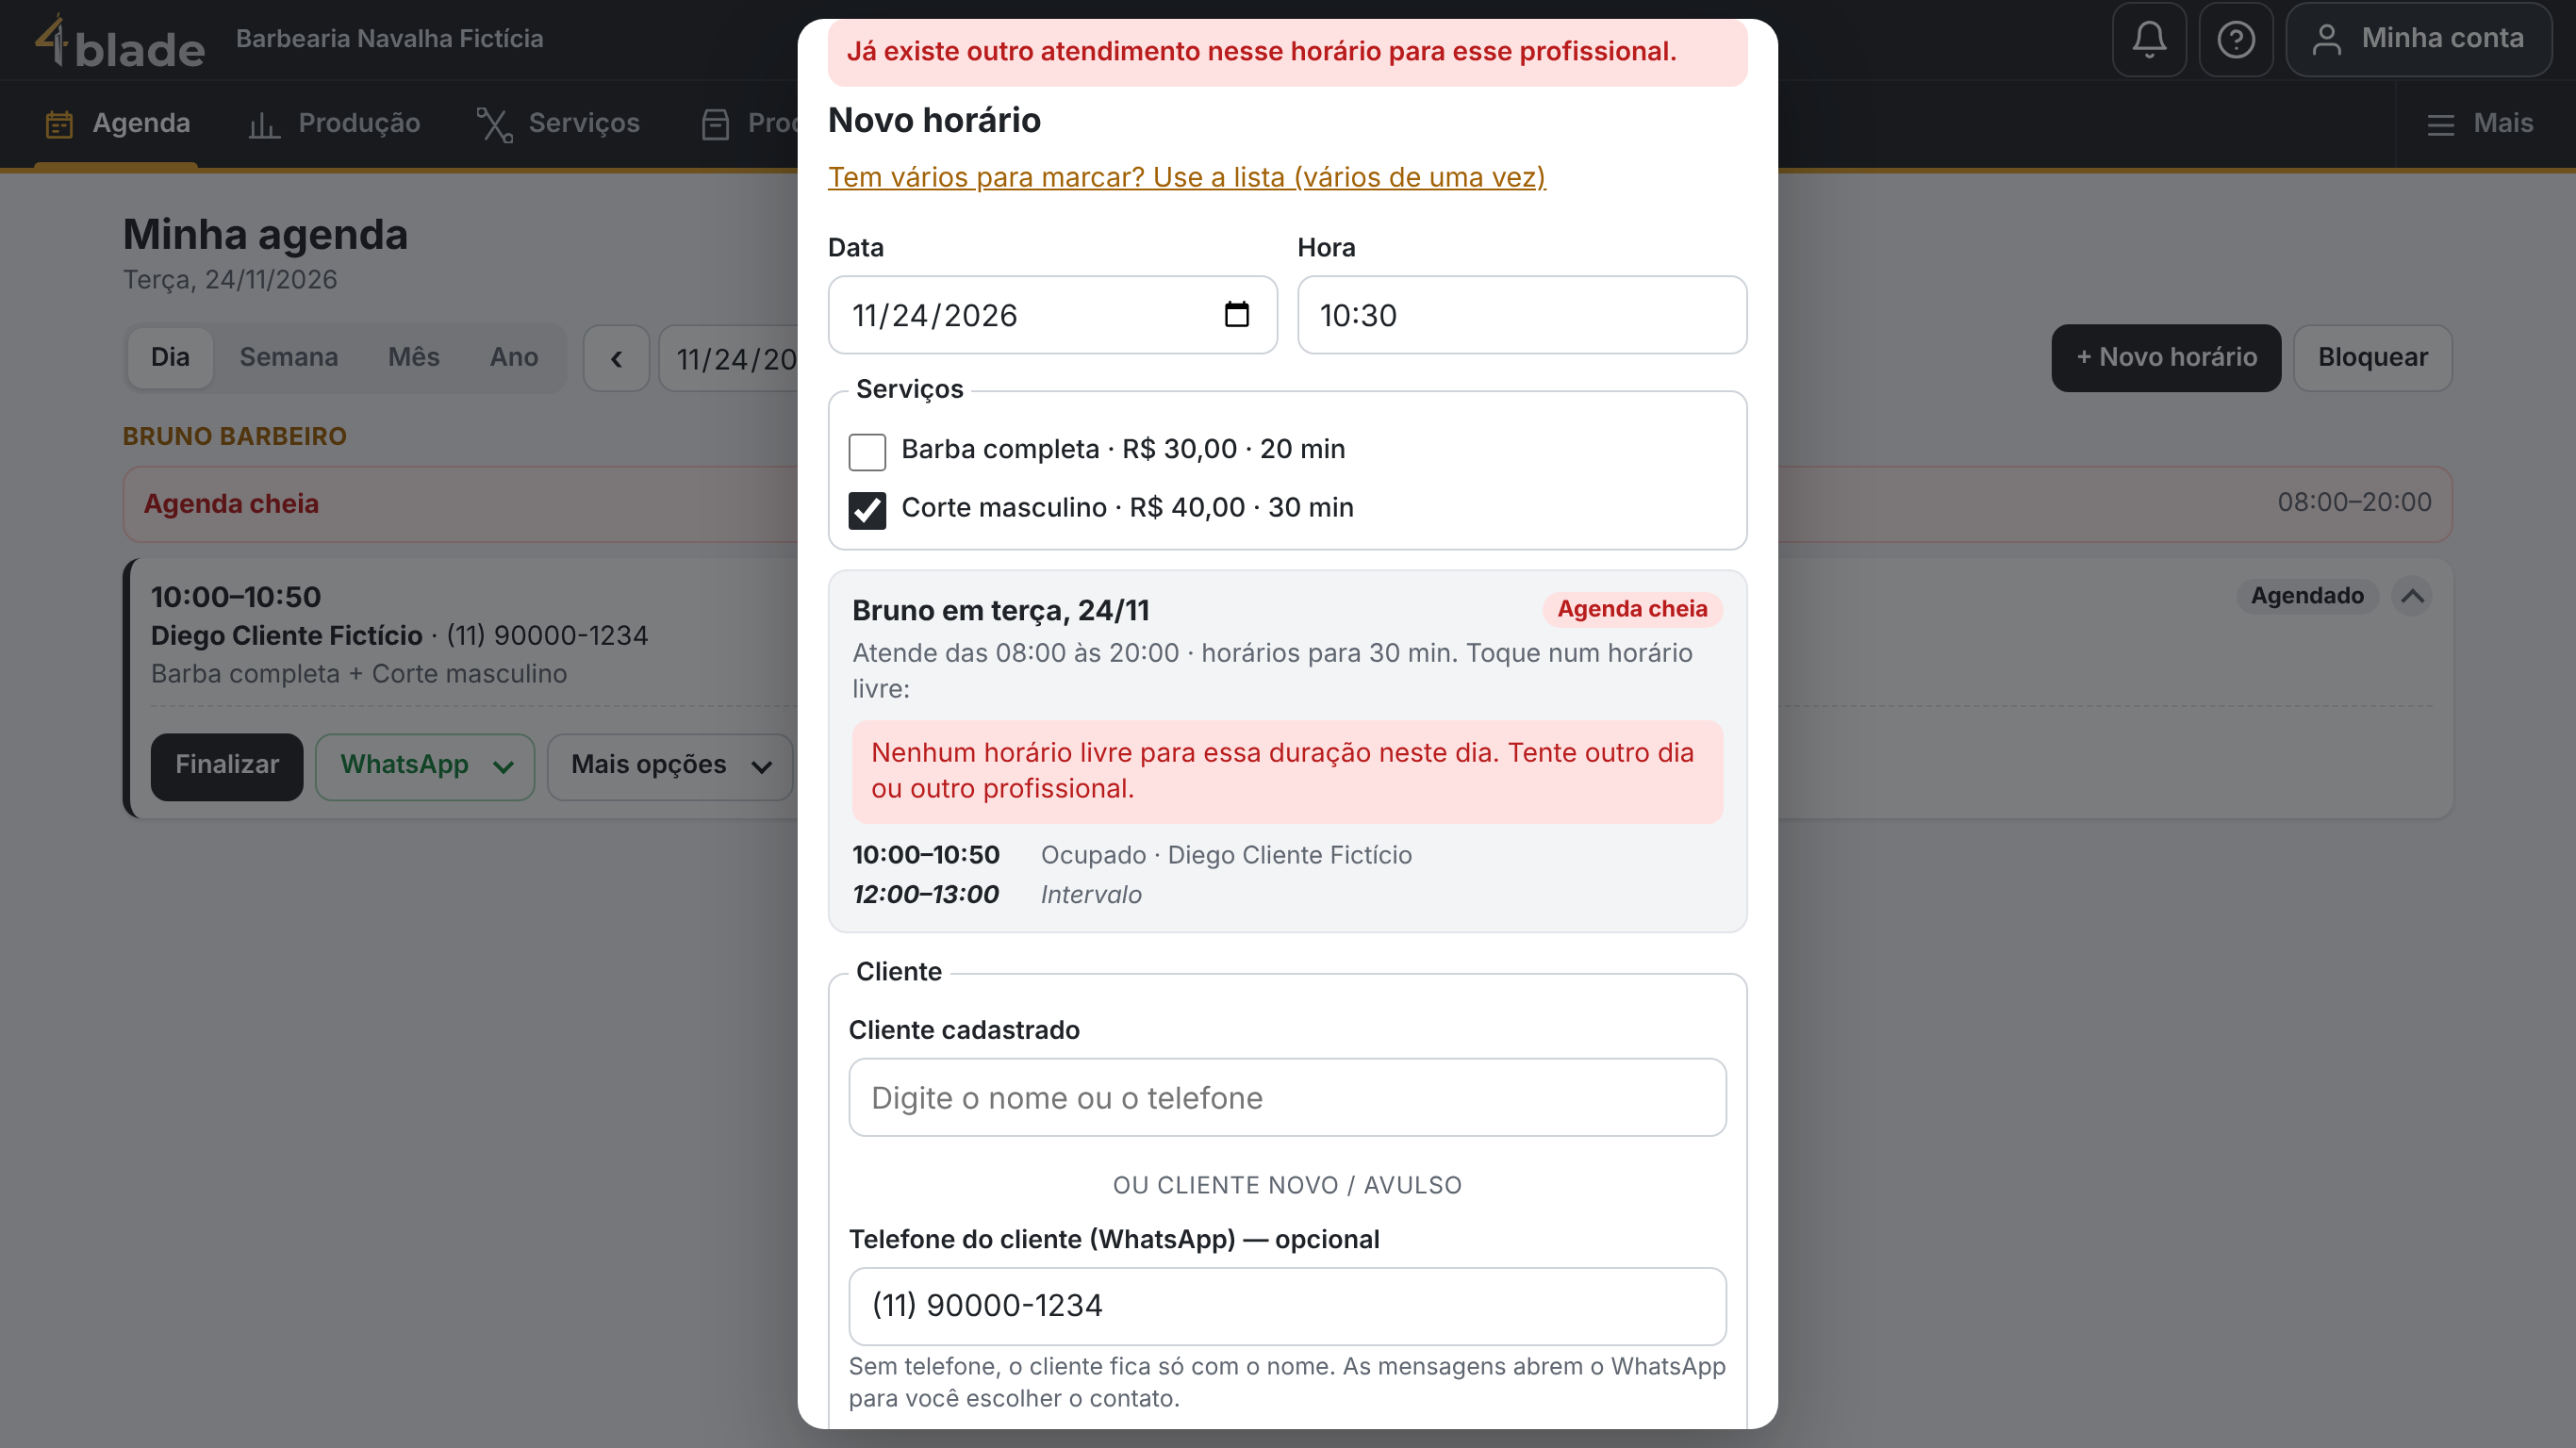 4blade
Barbearia Navalha Fictícia
Minha conta
Agenda
Produção
Serviços
Mais
Minha agenda
Terça, 24/11/2026
Dia
Semana
Mês
Ano
11/24/20
+ Novo horário
Bloquear
BRUNO BARBEIRO
Agenda cheia
08:00–20:00
10:00–10:50
Agendado
Diego Cliente Fictício · (11) 90000-1234
Barba completa + Corte masculino
Finalizar
WhatsApp
Mais opções
Já existe outro atendimento nesse horário para esse profissional.
Novo horário
Tem vários para marcar? Use a lista (vários de uma vez)
Data
Hora
11/24/2026
10:30
Serviços
Barba completa · R$ 30,00 · 20 min
Corte masculino · R$ 40,00 · 30 min
Bruno em terça, 24/11
Agenda cheia
Atende das 08:00 às 20:00 · horários para 30 min. Toque num horário
livre:
Nenhum horário livre para essa duração neste dia. Tente outro dia
ou outro profissional.
10:00–10:50 Ocupado · Diego Cliente Fictício
12:00–13:00 Intervalo
Cliente
Cliente cadastrado
Digite o nome ou o telefone
OU CLIENTE NOVO / AVULSO
Telefone do cliente (WhatsApp) — opcional
(11) 90000-1234
Sem telefone, o cliente fica só com o nome. As mensagens abrem o WhatsApp
para você escolher o contato.